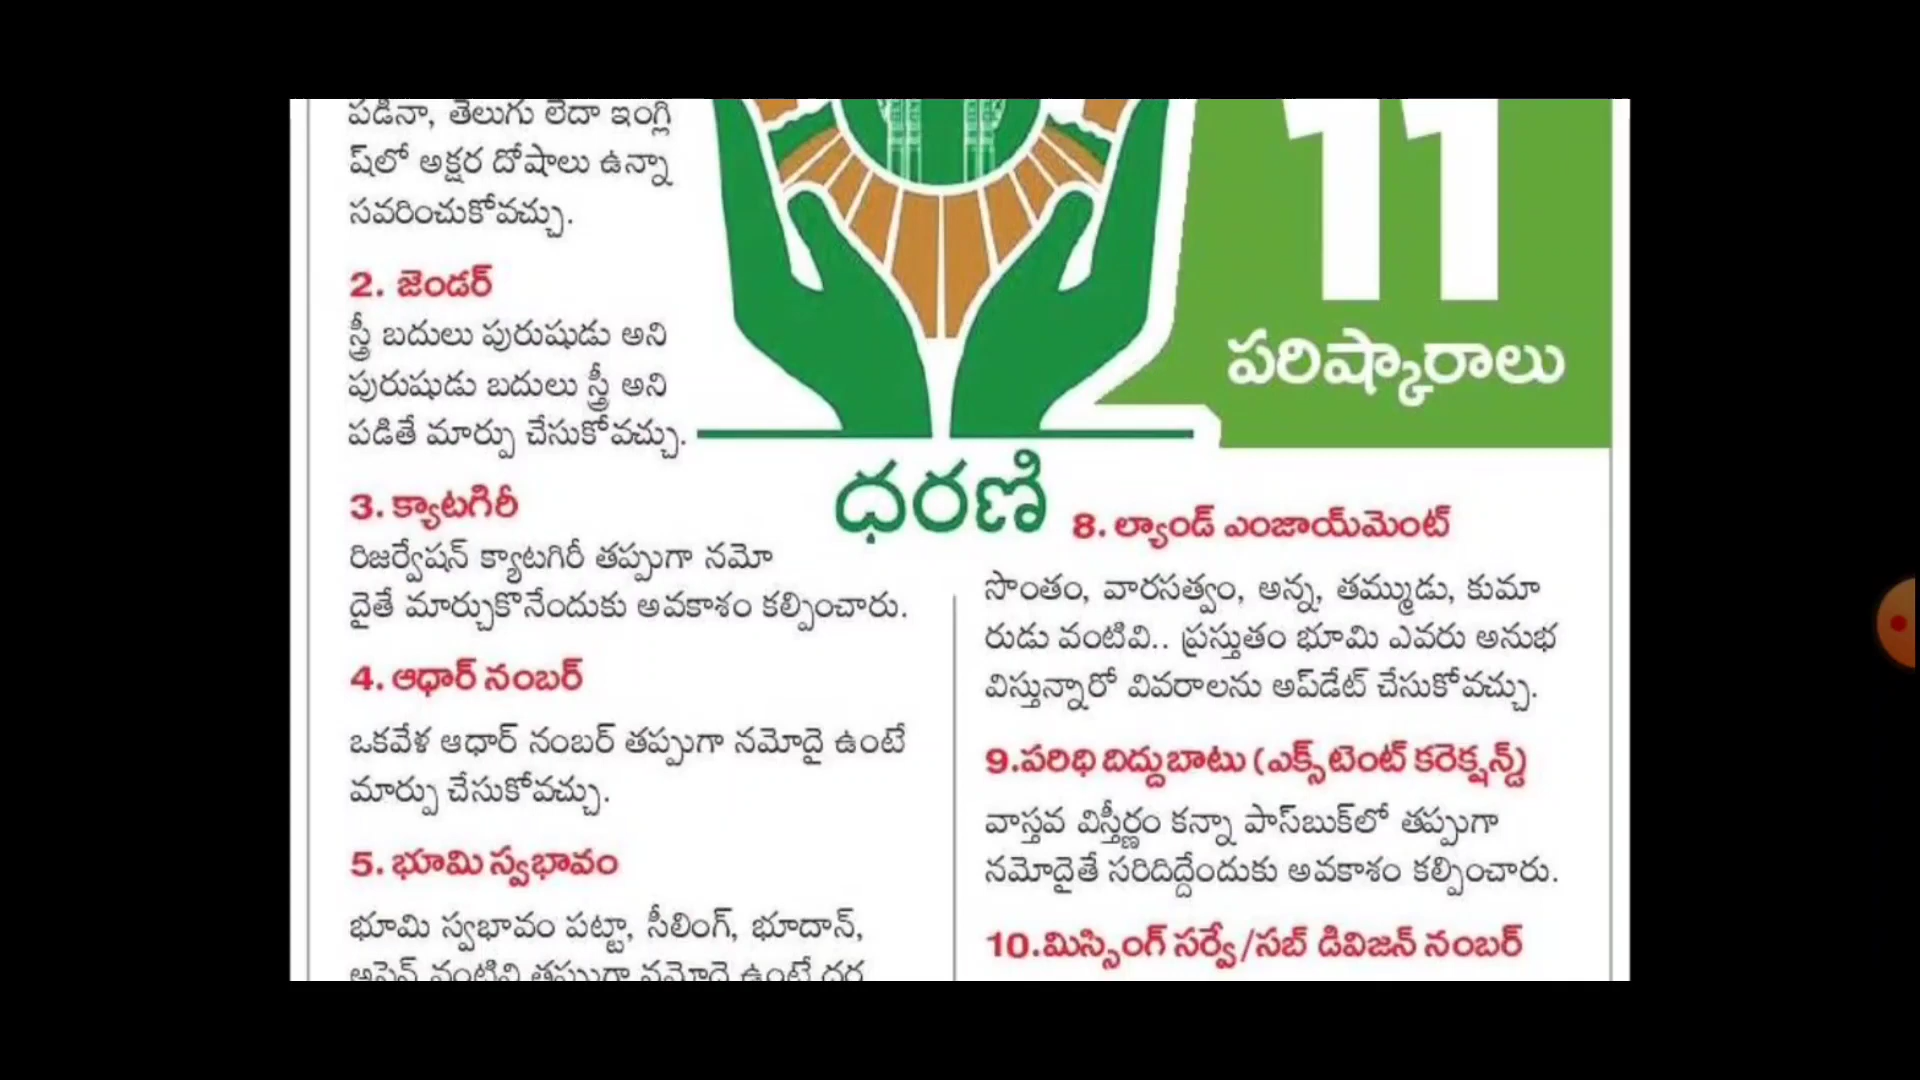 పడినా, తెలుగు లేదా ఇంగ్లి
ష్‌లో అక్షర దోషాలు ఉన్నా
సవరించుకోవచ్చు.
2. జెండర్
స్త్రీ బదులు పురుషుడు అని
పురుషుడు బదులు స్త్రీ అని
పడితే మార్పు చేసుకోవచ్చు.
3. క్యాటగిరీ
రిజర్వేషన్ క్యాటగిరీ తప్పుగా నమో
దైతే మార్చుకొనేందుకు అవకాశం కల్పించారు.
4. ఆధార్ నంబర్
ఒకవేళ ఆధార్ నంబర్ తప్పుగా నమోదై ఉంటే
మార్పు చేసుకోవచ్చు.
5. భూమి స్వభావం
భూమి స్వభావం పట్టా, సీలింగ్, భూదాన్,
వంటివి తప్పుగా నమోదై ఉంటే ధర
ధరణి
11
పరిష్కారాలు
8. ల్యాండ్ ఎంజాయ్‌మెంట్
సొంతం, వారసత్వం, అన్న, తమ్ముడు, కుమా
రుడు వంటివి.. ప్రస్తుతం భూమి ఎవరు అనుభ
విస్తున్నారో వివరాలను అప్‌డేట్ చేసుకోవచ్చు.
9.పరిధి దిద్దుబాటు (ఎక్స్‌టెంట్ కరెక్షన్స్)
వాస్తవ విస్తీర్ణం కన్నా పాస్‌బుక్‌లో తప్పుగా
నమోదైతే సరిదిద్దేందుకు అవకాశం కల్పించారు.
10.మిస్సింగ్ సర్వే/సబ్ డివిజన్ నంబర్